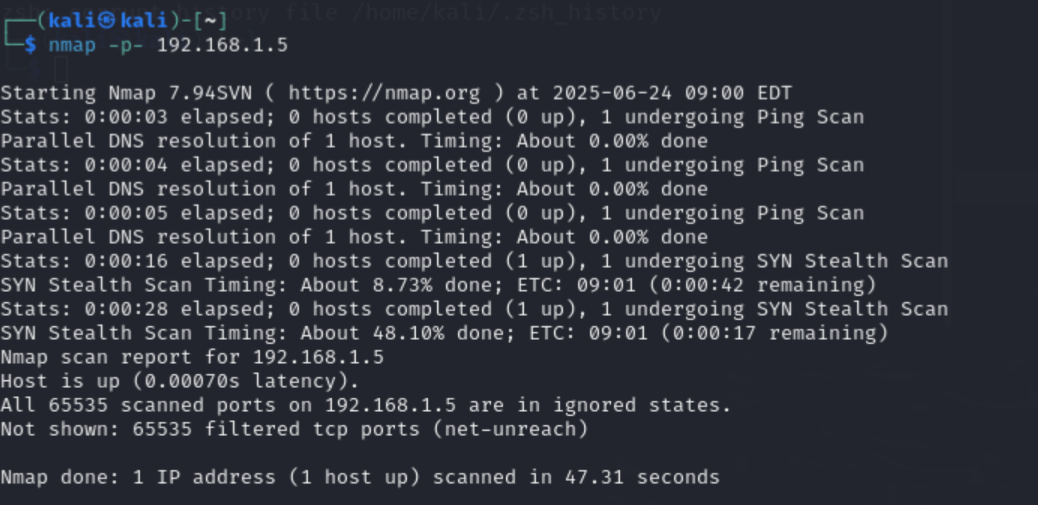 zsh: corrupt history file /home/kali/.zsh_history
┌──(kali㉿kali)-[~]
└─$ nmap -p- 192.168.1.5
Starting Nmap 7.94SVN ( https://nmap.org ) at 2025-06-24 09:00 EDT
Stats: 0:00:03 elapsed; 0 hosts completed (0 up), 1 undergoing Ping Scan
Parallel DNS resolution of 1 host. Timing: About 0.00% done
Stats: 0:00:04 elapsed; 0 hosts completed (0 up), 1 undergoing Ping Scan
Parallel DNS resolution of 1 host. Timing: About 0.00% done
Stats: 0:00:05 elapsed; 0 hosts completed (0 up), 1 undergoing Ping Scan
Parallel DNS resolution of 1 host. Timing: About 0.00% done
Stats: 0:00:16 elapsed; 0 hosts completed (1 up), 1 undergoing SYN Stealth Scan
SYN Stealth Scan Timing: About 8.73% done; ETC: 09:01 (0:00:42 remaining)
Stats: 0:00:28 elapsed; 0 hosts completed (1 up), 1 undergoing SYN Stealth Scan
SYN Stealth Scan Timing: About 48.10% done; ETC: 09:01 (0:00:17 remaining)
Nmap scan report for 192.168.1.5
Host is up (0.00070s latency).
All 65535 scanned ports on 192.168.1.5 are in ignored states.
Not shown: 65535 filtered tcp ports (net-unreach)
Nmap done: 1 IP address (1 host up) scanned in 47.31 seconds